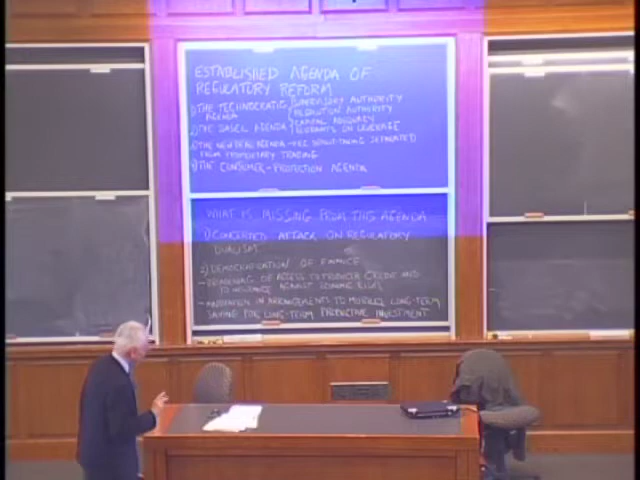 ESTABLISHED AGENDA OF
REGULATORY REFORM
1) THE TECHNOCRATIC SUPERVISORY AUTHORITY
AGENDA RESOLUTION AUTHORITY
2) THE BASEL AGENDA CAPITAL ADEQUACY
RESTRAINTS ON LEVERAGE
3) THE NEW DEAL AGENDA → DEPOSIT-TAKING SEPARATED
FROM PROPRIETARY TRADING
4) THE CONSUMER-PROTECTION AGENDA
WHAT IS MISSING FROM THIS AGENDA
1) CONCERTED ATTACK ON REGULATORY
DUALISM
2) DEMOCRATIZATION OF FINANCE
- BROADENING OF ACCESS TO PRODUCER CREDIT AND
TO INSURANCE AGAINST ECONOMIC RISKS
- INNOVATION IN ARRANGEMENTS TO MOBILIZE LONG-TERM
SAVING FOR LONG-TERM PRODUCTIVE INVESTMENT